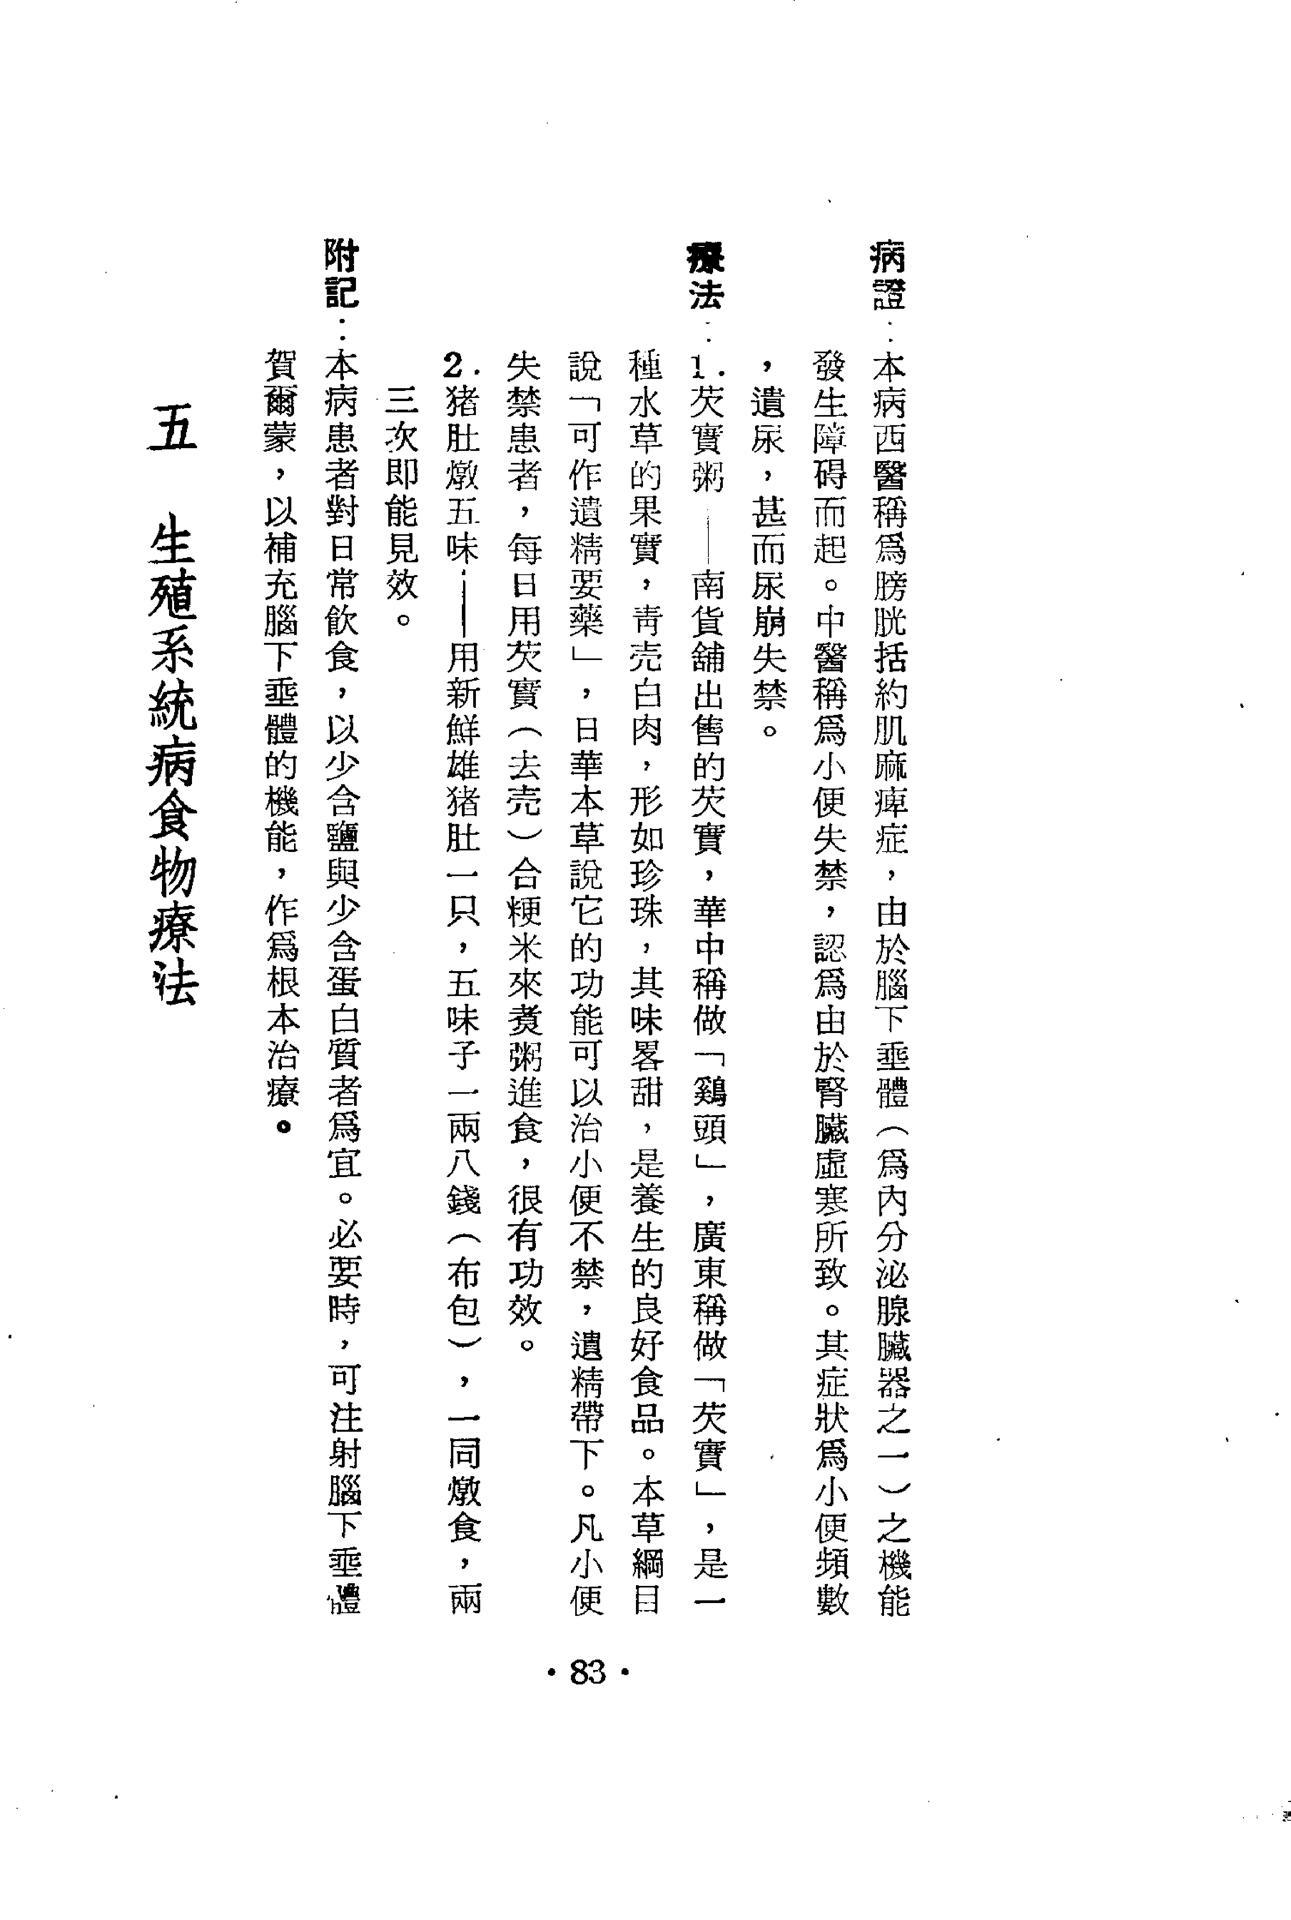 病證：本病西醫稱爲膀胱括約肌麻痺症，由於腦下垂體（爲內分泌腺臟器之一）之機能
發生障碍而起。中醫稱爲小便失禁，認爲由於腎臟虛寒所致。其症狀爲小便頻數
，遺尿，甚而尿崩失禁。
療法：1.芡實粥——南貨舖出售的芡實，華中稱做「鷄頭」，廣東稱做「芡實」，是一
種水草的果實，靑壳白肉，形如珍珠，其味畧甜，是養生的良好食品。本草綱目
說「可作遺精要藥」，日華本草說它的功能可以治小便不禁，遺精帶下。凡小便
失禁患者，每日用芡實（去壳）合粳米來煑粥進食，很有功效。
2.猪肚燉五味——用新鮮雄猪肚一只，五味子一兩八錢（布包），一同燉食，兩
三次即能見效。
附記：本病患者對日常飲食，以少含鹽與少含蛋白質者爲宜。必要時，可注射腦下垂體
賀爾蒙，以補充腦下垂體的機能，作爲根本治療。
五　生殖系統病食物療法
・83・